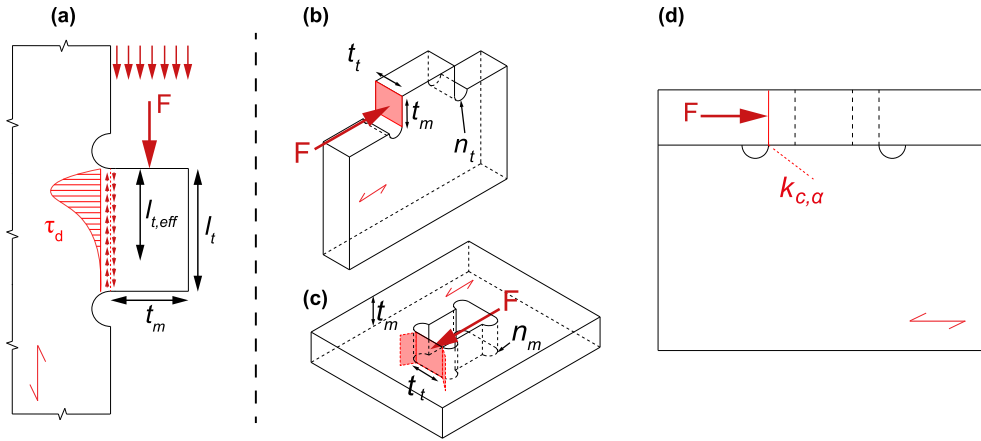 (a)
F
τd
lt,eff
lt
tm
(b)
tt
tm
F
nt
(c)
tm
F
nm
tt
(d)
F
kc,α